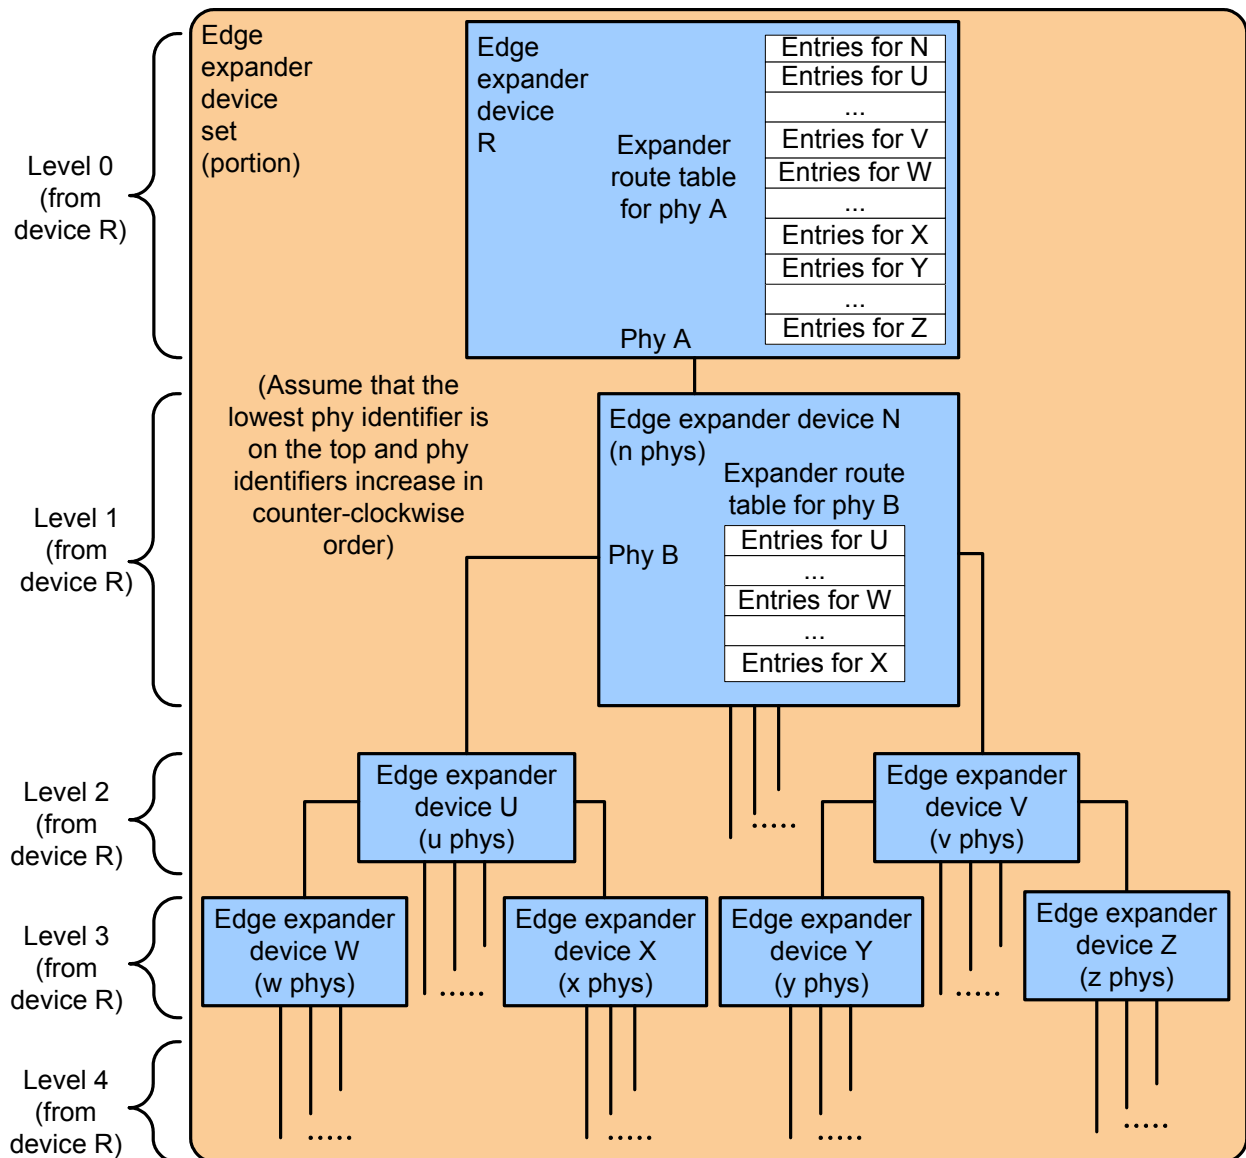 Edge
expander
device
set
(portion)
Edge
expander
device
R
Expander
route table
for phy A
Entries for N
Entries for U
...
Entries for V
Entries for W
...
Entries for X
Entries for Y
...
Entries for Z
Phy A
Level 0
(from
device R)
(Assume that the
lowest phy identifier is
on the top and phy
identifiers increase in
counter-clockwise
order)
Edge expander device N
(n phys)
Expander route
table for phy B
Phy B
Entries for U
...
Entries for W
...
Entries for X
Level 1
(from
device R)
Level 2
(from
device R)
Edge expander
device U
(u phys)
.....
Edge expander
device V
(v phys)
Level 3
(from
device R)
Edge expander
device W
(w phys)
.....
Edge expander
device X
(x phys)
Edge expander
device Y
(y phys)
.....
Edge expander
device Z
(z phys)
Level 4
(from
device R)
.....
.....
.....
.....